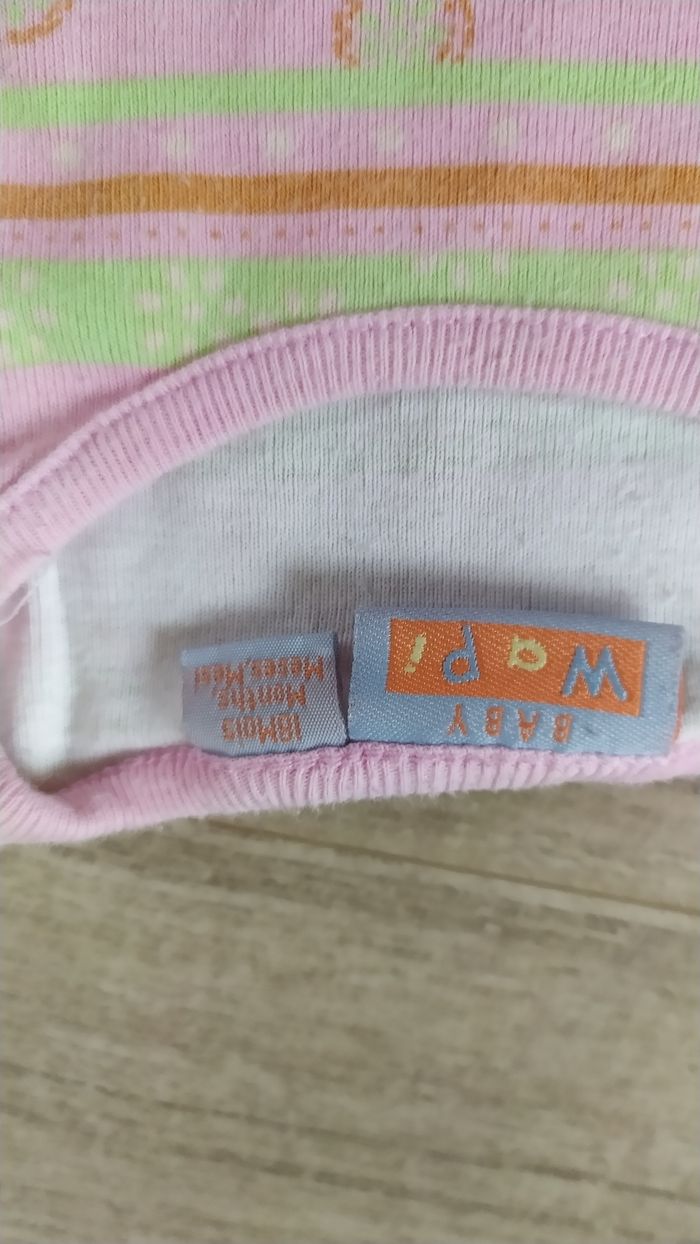 BABY
Wapi
18Mois
Months,
Meses,Mesi